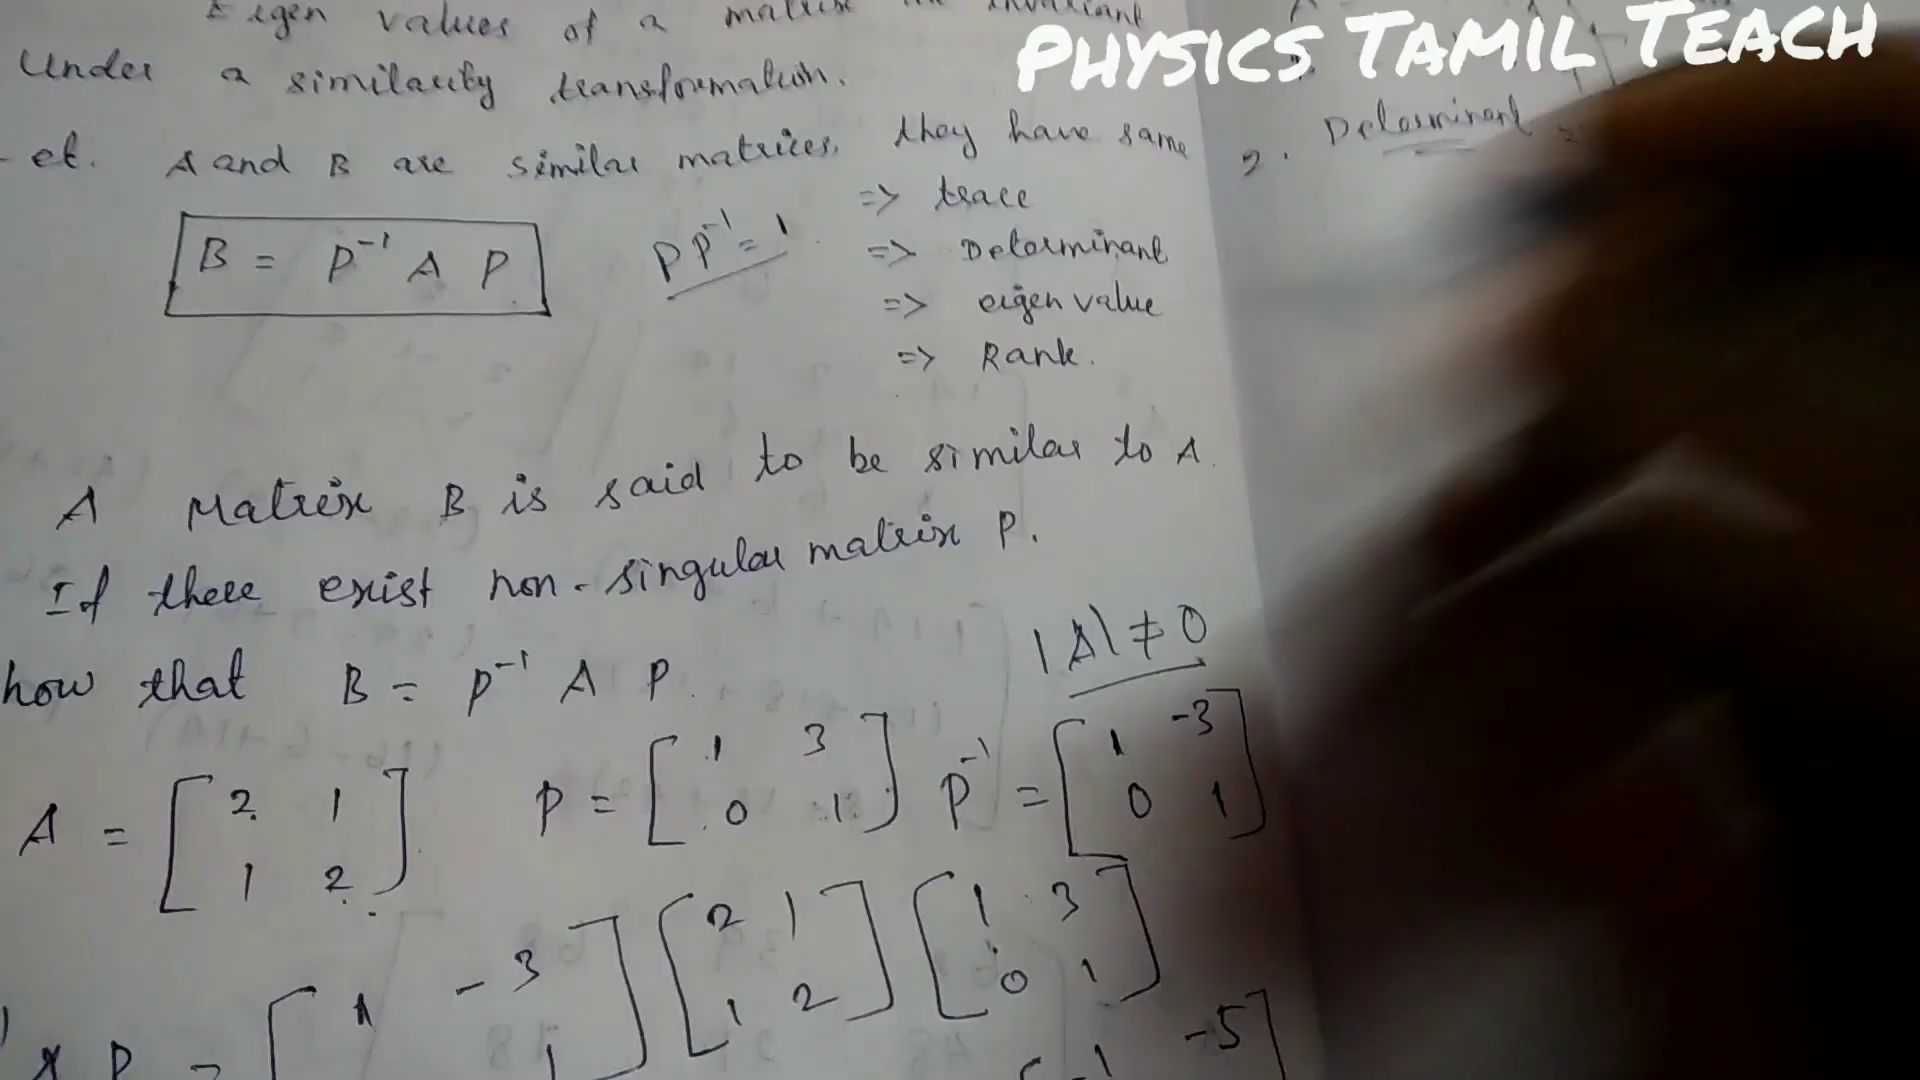 Eigen values of a matrix invariant
PHYSICS TAMIL TEACH
Under a similarity transformation.
et. A and B are similar matrices, they have same
B = P⁻¹ A P
P P⁻¹ = 1
=> trace
=> Determinant
=> eigen value
=> Rank.
2. Determinant =
A Matrix B is said to be similar to A.
If there exist non-singular matrix P.
how that B = P⁻¹ A P.
|A| ≠ 0
A = [ 2 1
1 2 ]
P = [ 1 3
0 1 ]
P⁻¹ = [ 1 -3
0 1 ]
P = [ 1 -3
1 ] [ 2 1
1 2 ] [ 1 3
0 1 ]
[ -1 -5 ]